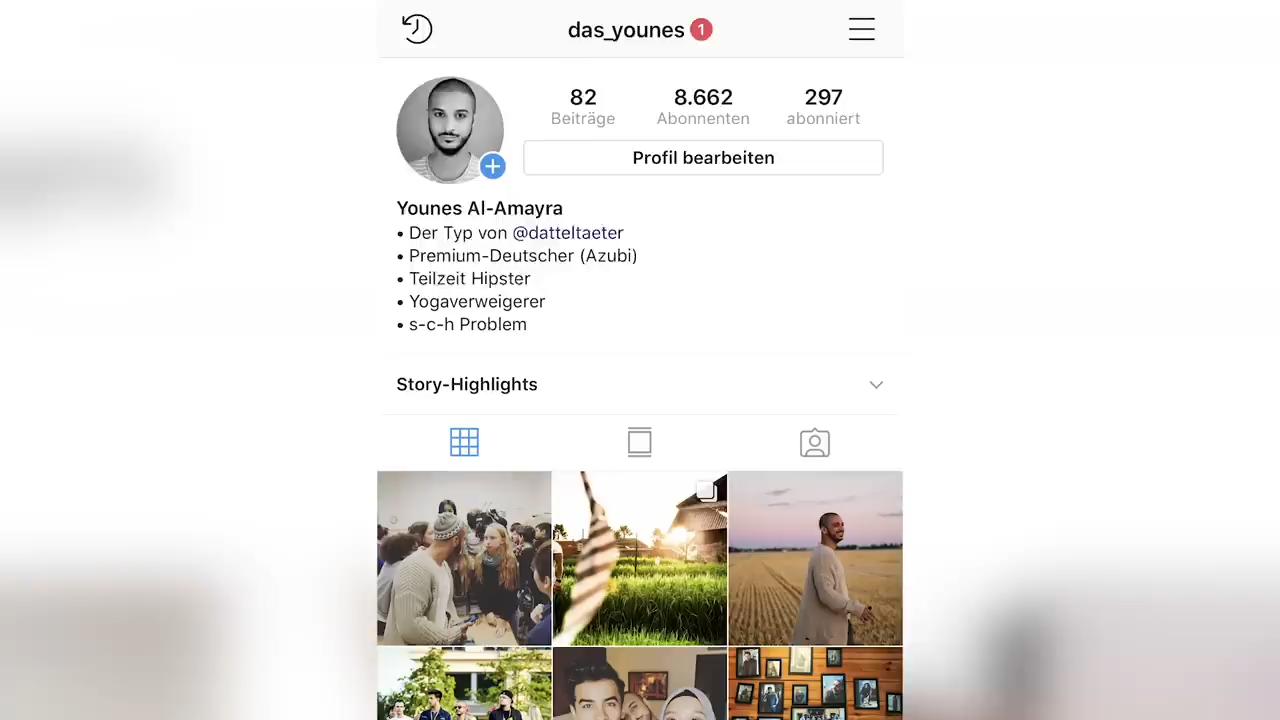 das_younes 1
82 8.662 297
Beiträge Abonnenten abonniert
Profil bearbeiten
Younes Al-Amayra
• Der Typ von @datteltaeter
• Premium-Deutscher (Azubi)
• Teilzeit Hipster
• Yogaverweigerer
• s-c-h Problem
Story-Highlights